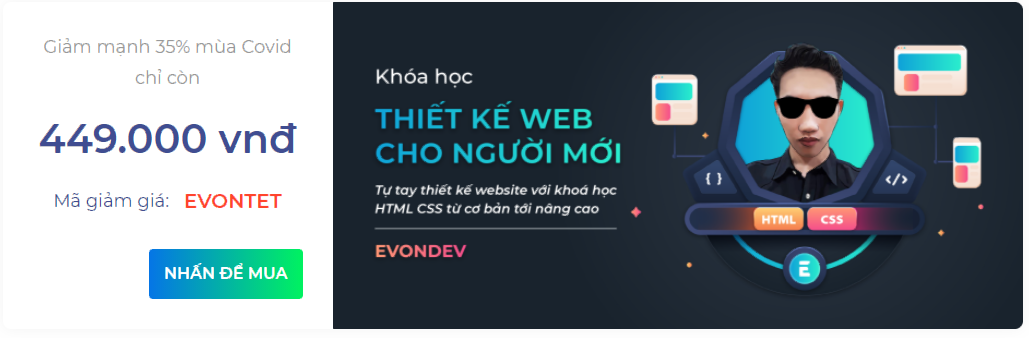 Giảm mạnh 35% mùa Covid
chỉ còn
449.000 vnđ
Mã giảm giá: EVONTET
NHẤN ĐỂ MUA
Khóa học
THIẾT KẾ WEB
CHO NGƯỜI MỚI
Tự tay thiết kế website với khoá học
HTML CSS từ cơ bản tới nâng cao
EVONDEV
{ }
</>
HTML CSS
E